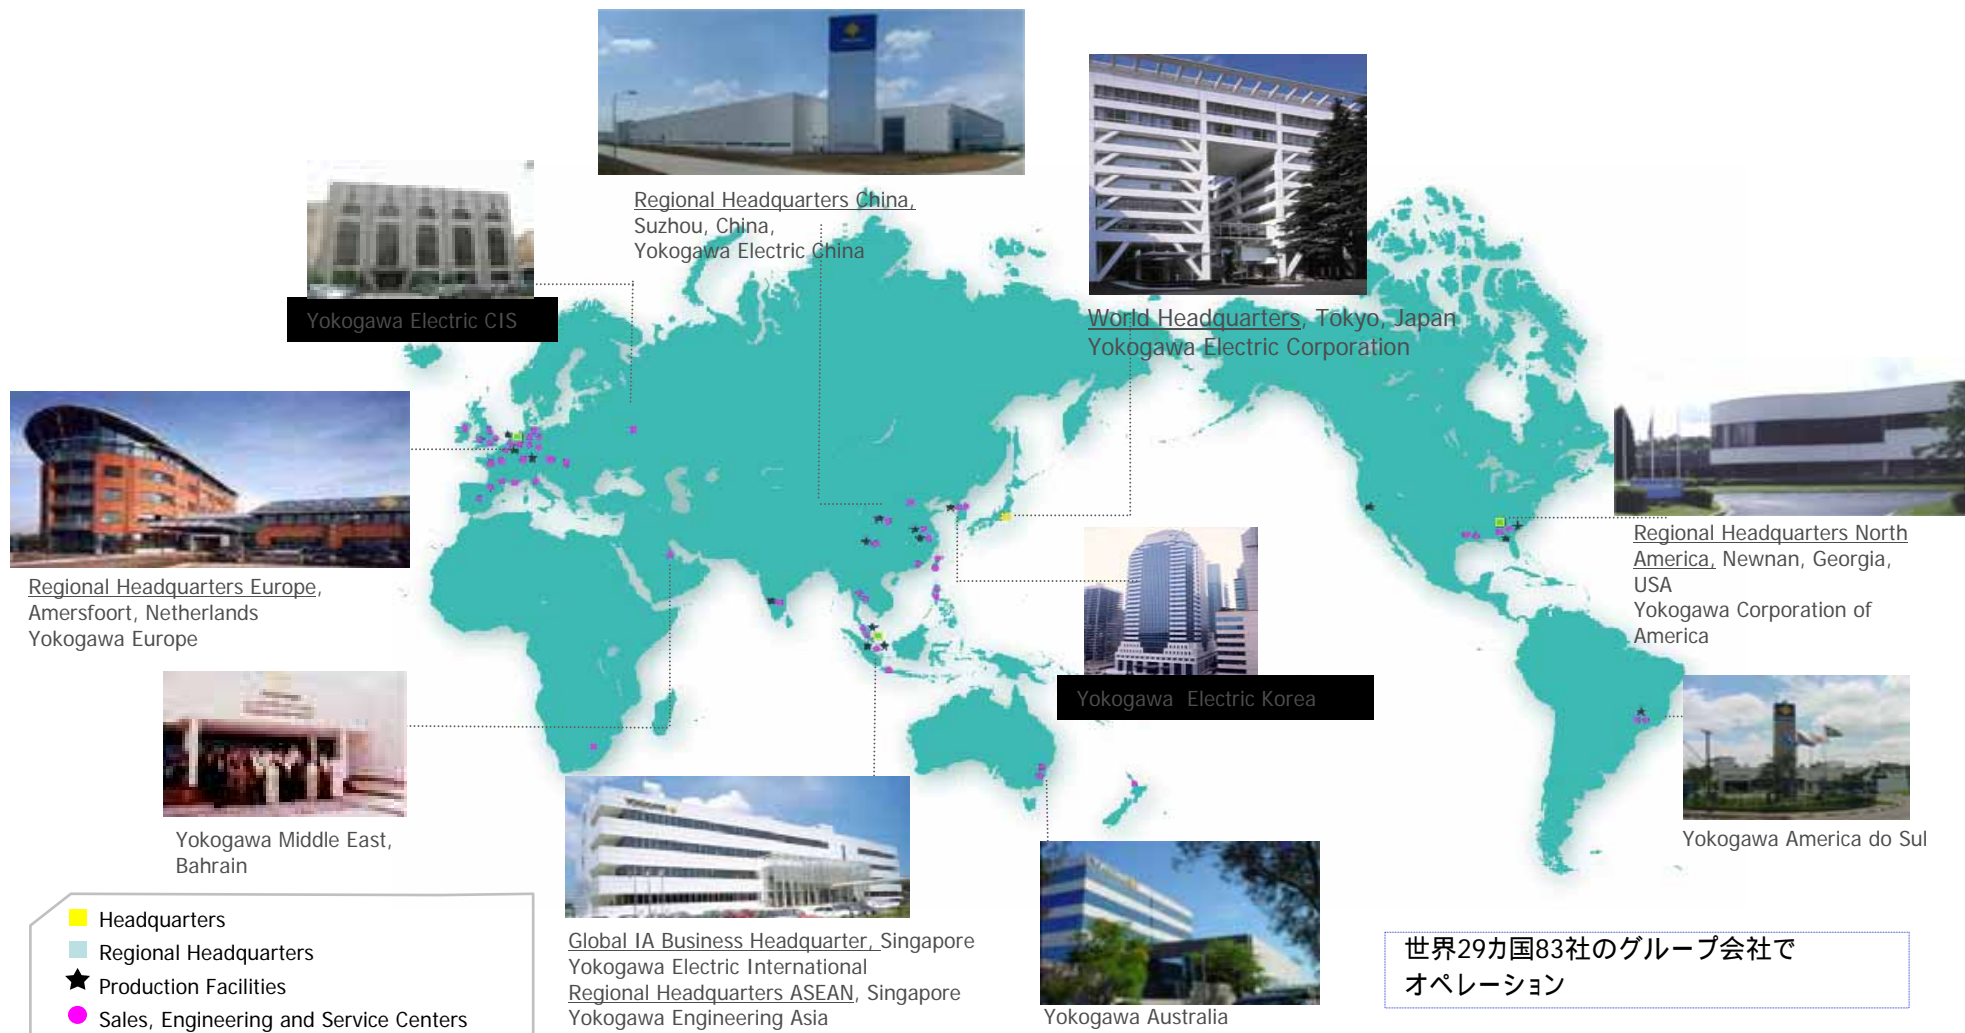 Regional Headquarters China,
Suzhou, China,
Yokogawa Electric China
Yokogawa Electric CIS
World Headquarters, Tokyo, Japan
Yokogawa Electric Corporation
Regional Headquarters Europe,
Amersfoort, Netherlands
Yokogawa Europe
Regional Headquarters North
America, Newnan, Georgia,
USA
Yokogawa Corporation of
America
Yokogawa  Electric Korea
Yokogawa Middle East,
Bahrain
Yokogawa America do Sul
Global IA Business Headquarter, Singapore
Yokogawa Electric International
Regional Headquarters ASEAN, Singapore
Yokogawa Engineering Asia
Yokogawa Australia
Headquarters
Regional Headquarters
Production Facilities
Sales, Engineering and Service Centers
世界29カ国83社のグループ会社で
オペレーション